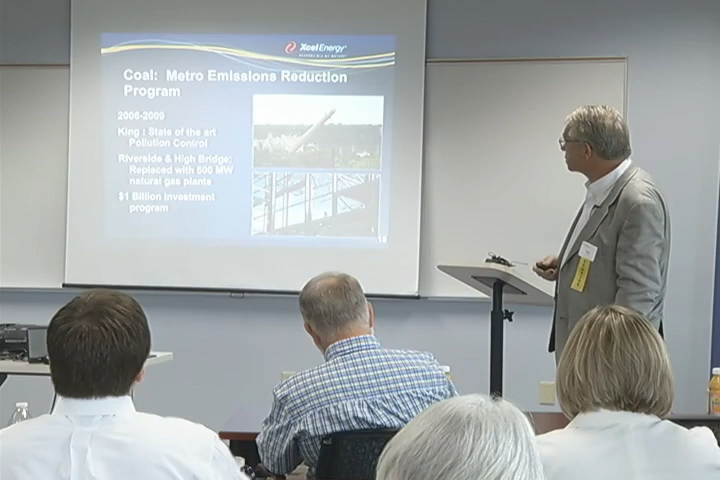 Xcel Energy
Coal: Metro Emissions Reduction
Program
2006-2009
King : State of the art
Pollution Control
Riverside & High Bridge:
Replaced with 500 MW
natural gas plants
$1 Billion investment
program